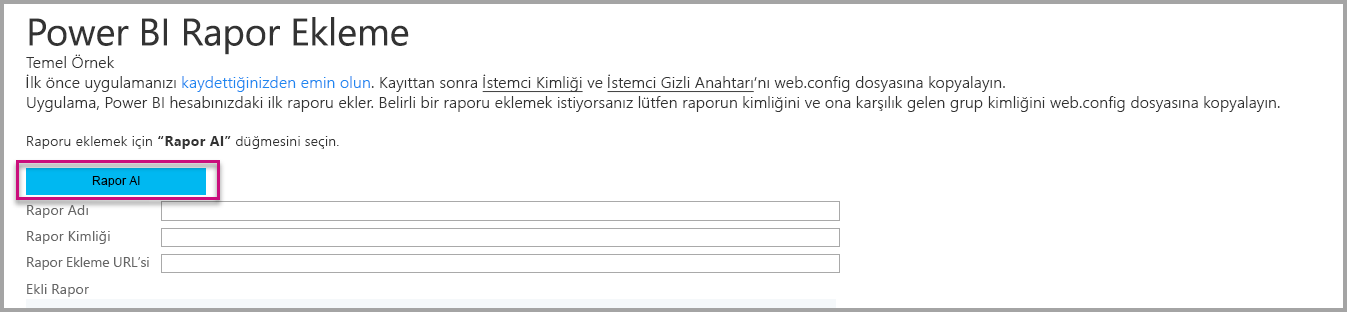 Power BI Rapor Ekleme
Temel Örnek
İlk önce uygulamanızı kaydettiğinizden emin olun. Kayıttan sonra İstemci Kimliği ve İstemci Gizli Anahtarı'nı web.config dosyasına kopyalayın.
Uygulama, Power BI hesabınızdaki ilk raporu ekler. Belirli bir raporu eklemek istiyorsanız lütfen raporun kimliğini ve ona karşılık gelen grup kimliğini web.config dosyasına kopyalayın.
Raporu eklemek için “Rapor Al” düğmesini seçin.
Rapor Al
Rapor Adı
Rapor Kimliği
Rapor Ekleme URL'si
Ekli Rapor